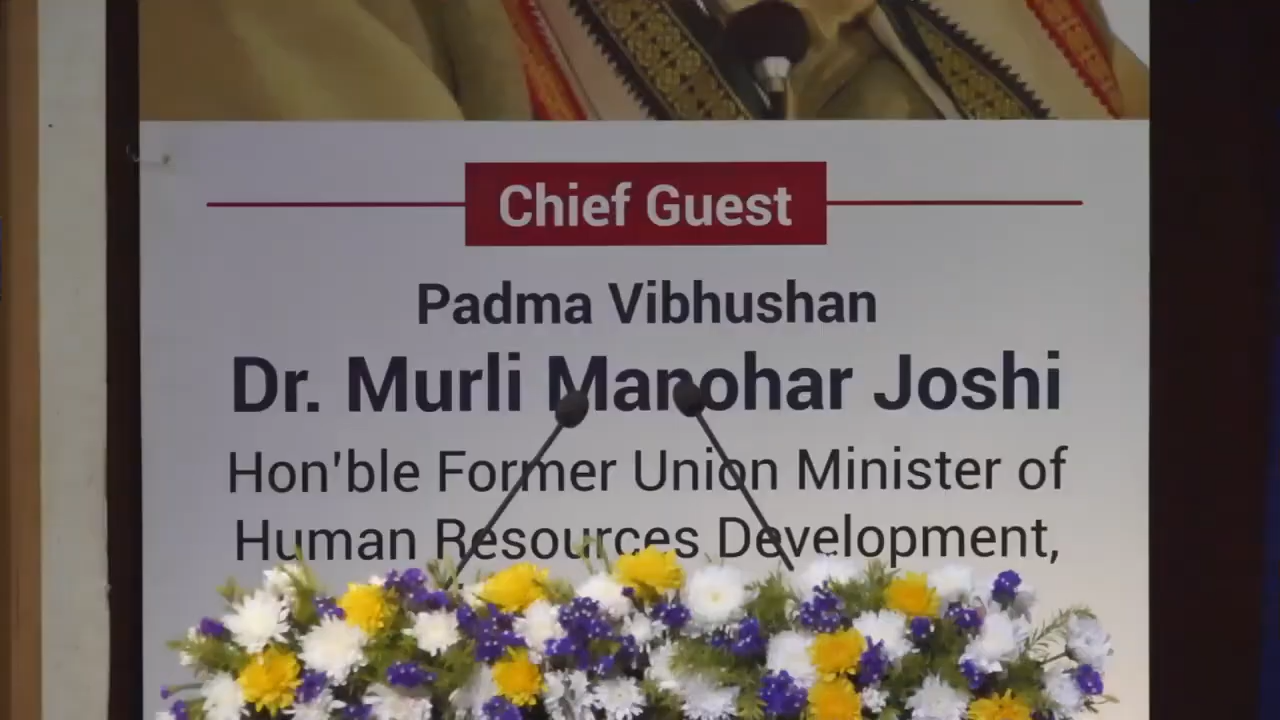 Chief Guest
Padma Vibhushan
Dr. Murli Manohar Joshi
Hon'ble Former Union Minister of
Human Resources Development,